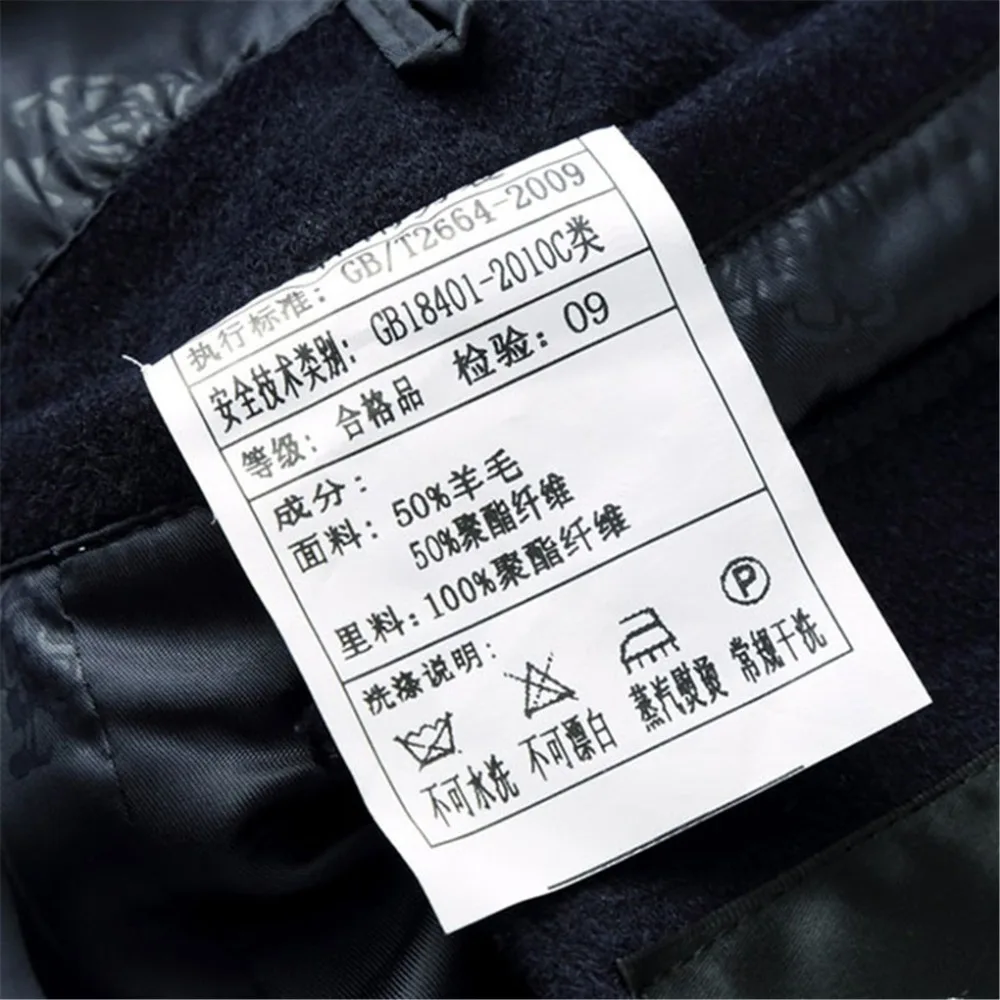 执行标准：GB/T2664-2009
安全技术类别：GB18401-2010C类
等级：合格品 检验：09
成分：
面料：50%羊毛
50%聚酯纤维
里料：100%聚酯纤维
洗涤说明：
P
不可水洗 不可漂白 蒸汽熨烫 常规干洗